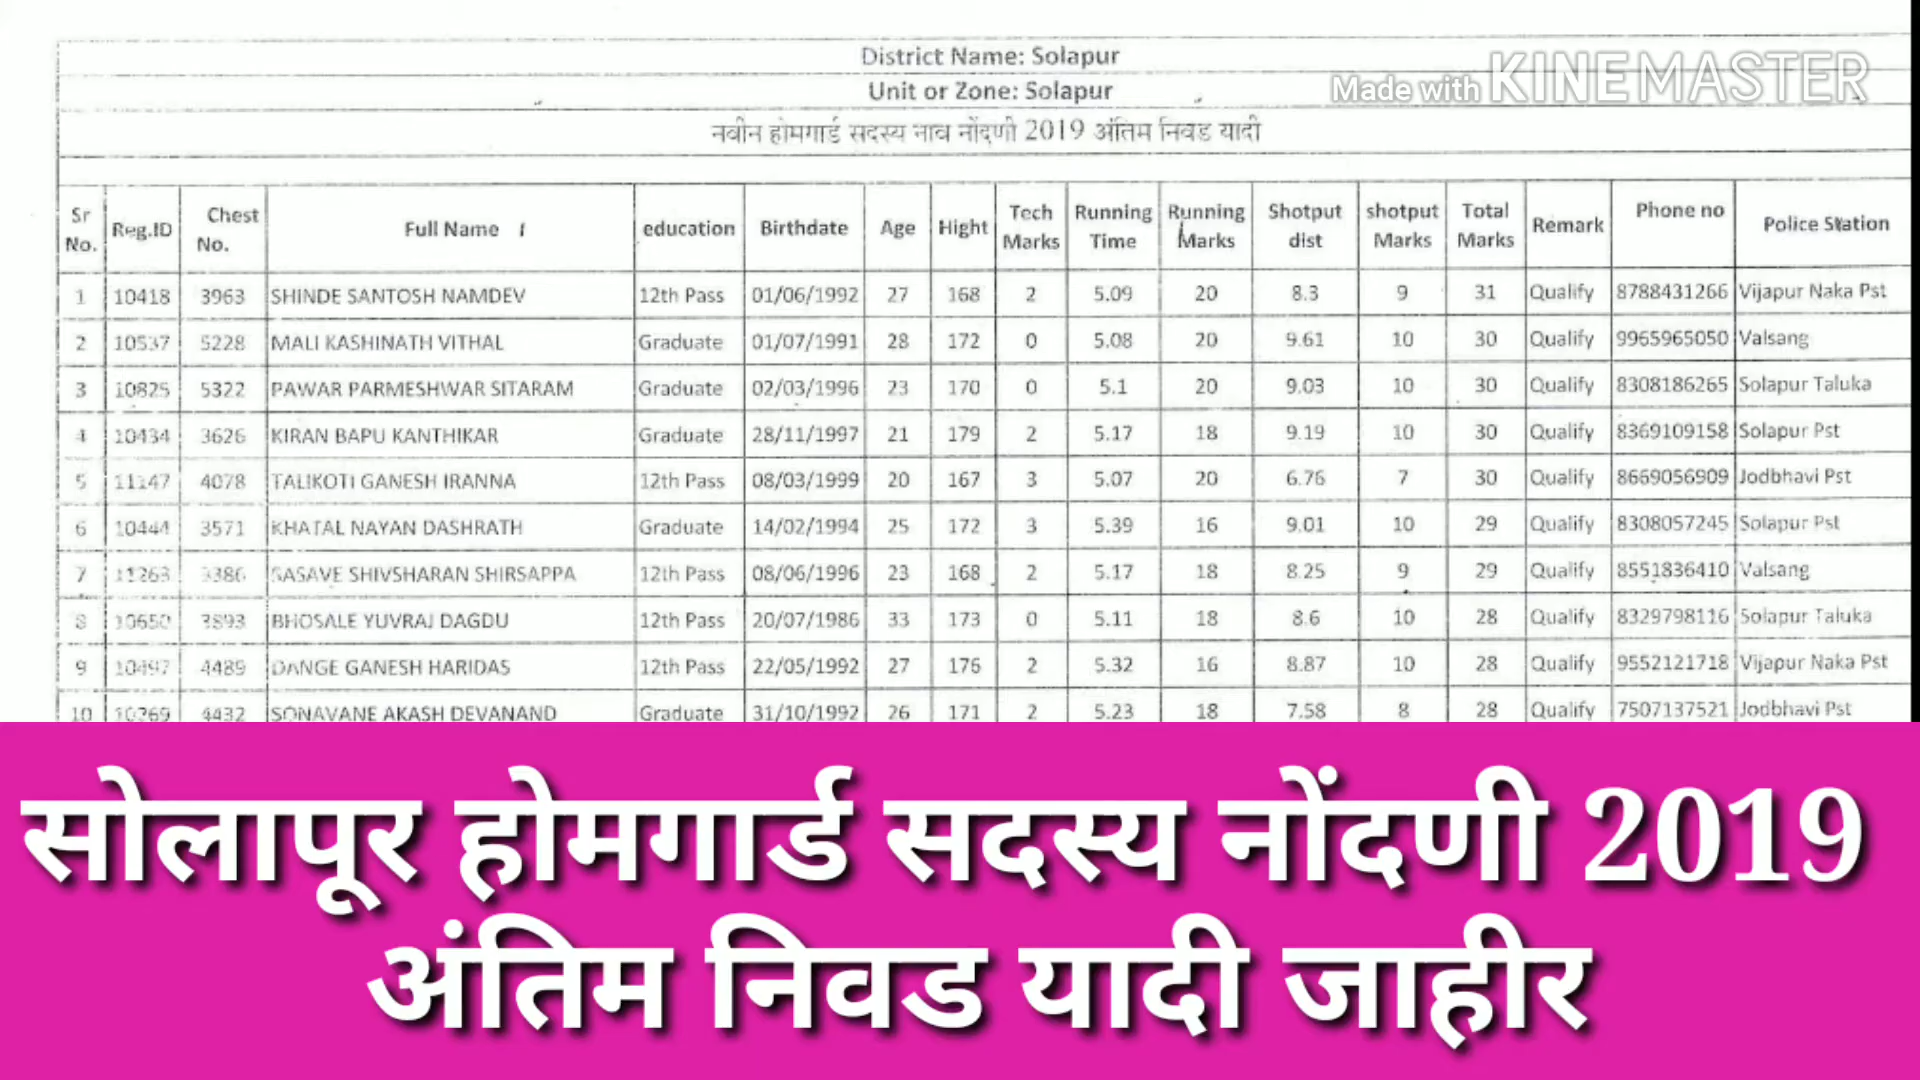 District Name: Solapur
Made with KINEMASTER
Unit or Zone: Solapur
नवीन होमगार्ड सदस्य नाव नोंदणी 2019 अंतिम निवड यादी
Sr No. Reg.ID Chest No. Full Name education Birthdate Age Hight Tech Marks Running Time Running Marks Shotput dist shotput Marks Total Marks Remark Phone no Police Station
1 10418 3963 SHINDE SANTOSH NAMDEV 12th Pass 01/06/1992 27 168 2 5.09 20 8.3 9 31 Qualify 8788431266 Vijapur Naka Pst
2 10537 5228 MALI KASHINATH VITHAL Graduate 01/07/1991 28 172 0 5.08 20 9.61 10 30 Qualify 9965965050 Valsang
3 10825 5322 PAWAR PARMESHWAR SITARAM Graduate 02/03/1996 23 170 0 5.1 20 9.03 10 30 Qualify 8308186265 Solapur Taluka
4 10434 3626 KIRAN BAPU KANTHIKAR Graduate 28/11/1997 21 179 2 5.17 18 9.19 10 30 Qualify 8369109158 Solapur Pst
5 11147 4078 TALIKOTI GANESH IRANNA 12th Pass 08/03/1999 20 167 3 5.07 20 6.76 7 30 Qualify 8669056909 Jodbhavi Pst
6 10444 3571 KHATAL NAYAN DASHRATH Graduate 14/02/1994 25 172 3 5.39 16 9.01 10 29 Qualify 8308057245 Solapur Pst
7 11263 3386 SASAVE SHIVSHARAN SHIRSAPPA 12th Pass 08/06/1996 23 168 2 5.17 18 8.25 9 29 Qualify 8551836410 Valsang
8 10650 3893 BHOSALE YUVRAJ DAGDU 12th Pass 20/07/1986 33 173 0 5.11 18 8.6 10 28 Qualify 8329798116 Solapur Taluka
9 10497 4489 DANGE GANESH HARIDAS 12th Pass 22/05/1992 27 176 2 5.32 16 8.87 10 28 Qualify 9552121718 Vijapur Naka Pst
10 10269 4432 SONAVANE AKASH DEVANAND Graduate 31/10/1992 26 171 2 5.23 18 7.58 8 28 Qualify 7507137521 Jodbhavi Pst
सोलापूर होमगार्ड सदस्य नोंदणी 2019
अंतिम निवड यादी जाहीर